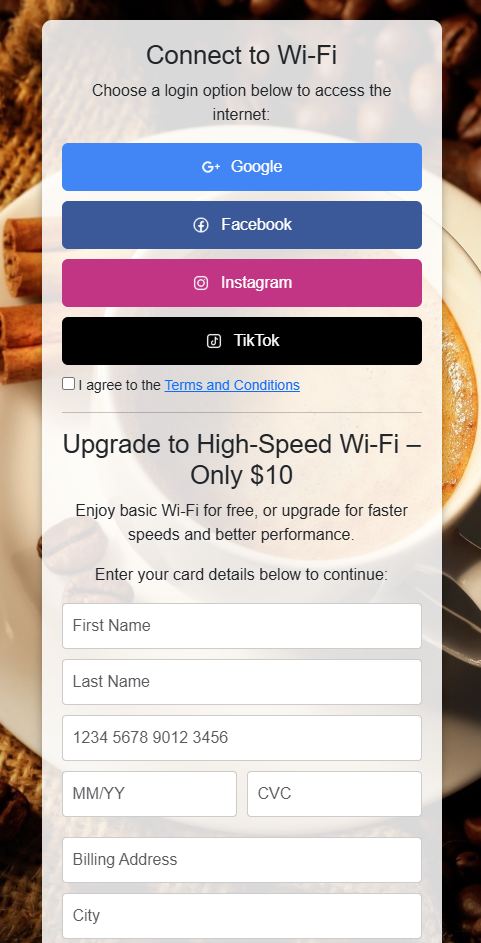 Connect to Wi-Fi
Choose a login option below to access the
internet:
G+ Google
Facebook
Instagram
TikTok
I agree to the Terms and Conditions
Upgrade to High-Speed Wi-Fi –
Only $10
Enjoy basic Wi-Fi for free, or upgrade for faster
speeds and better performance.
Enter your card details below to continue:
First Name
Last Name
1234 5678 9012 3456
MM/YY CVC
Billing Address
City